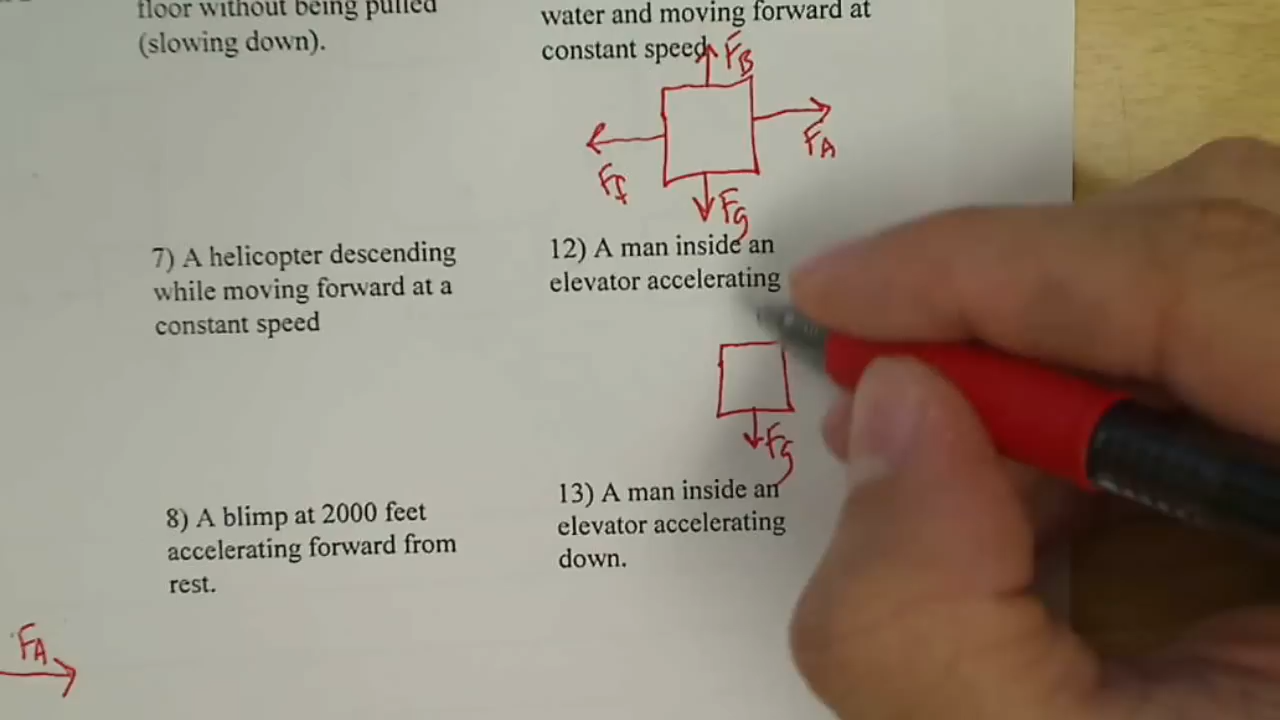 floor without being pulled
(slowing down).
7) A helicopter descending
while moving forward at a
constant speed
8) A blimp at 2000 feet
accelerating forward from
rest.
FA
water and moving forward at
constant speed
FB
FA
Ff
Fg
12) A man inside an
elevator accelerating
Fg
13) A man inside an
elevator accelerating
down.